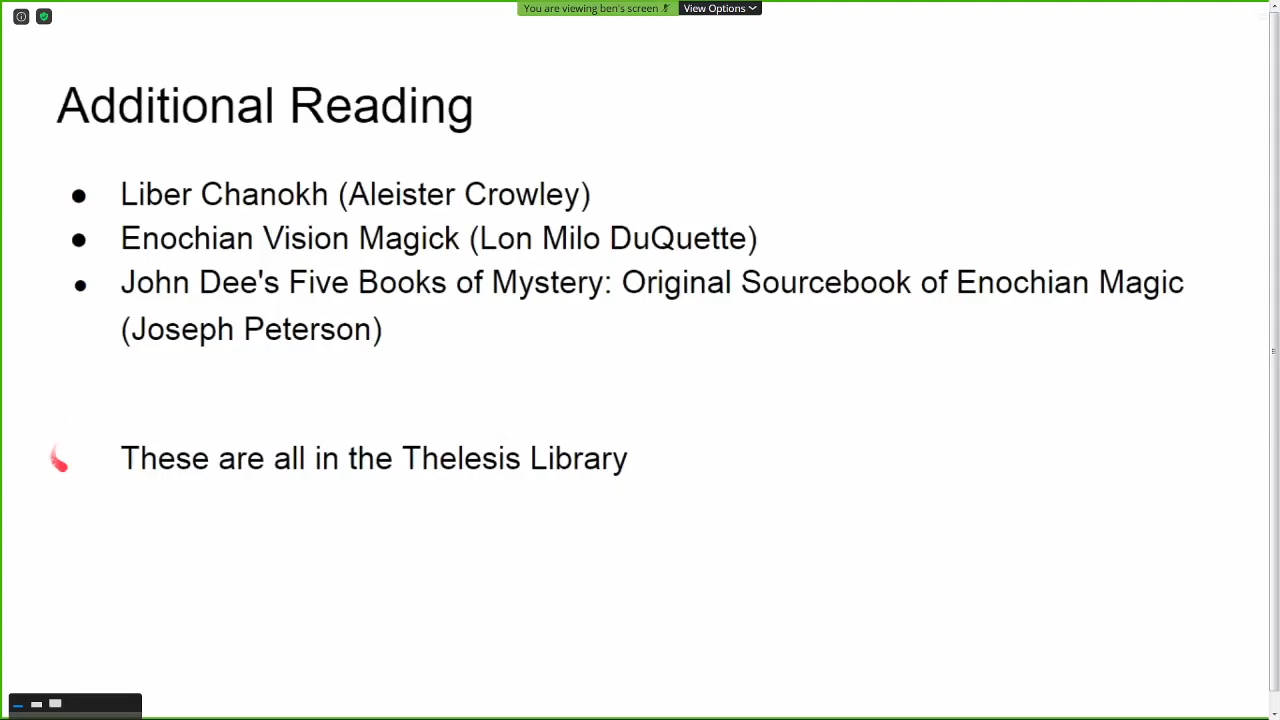 You are viewing ben's screen
View Options
Additional Reading
● Liber Chanokh (Aleister Crowley)
● Enochian Vision Magick (Lon Milo DuQuette)
● John Dee's Five Books of Mystery: Original Sourcebook of Enochian Magic
(Joseph Peterson)
These are all in the Thelesis Library